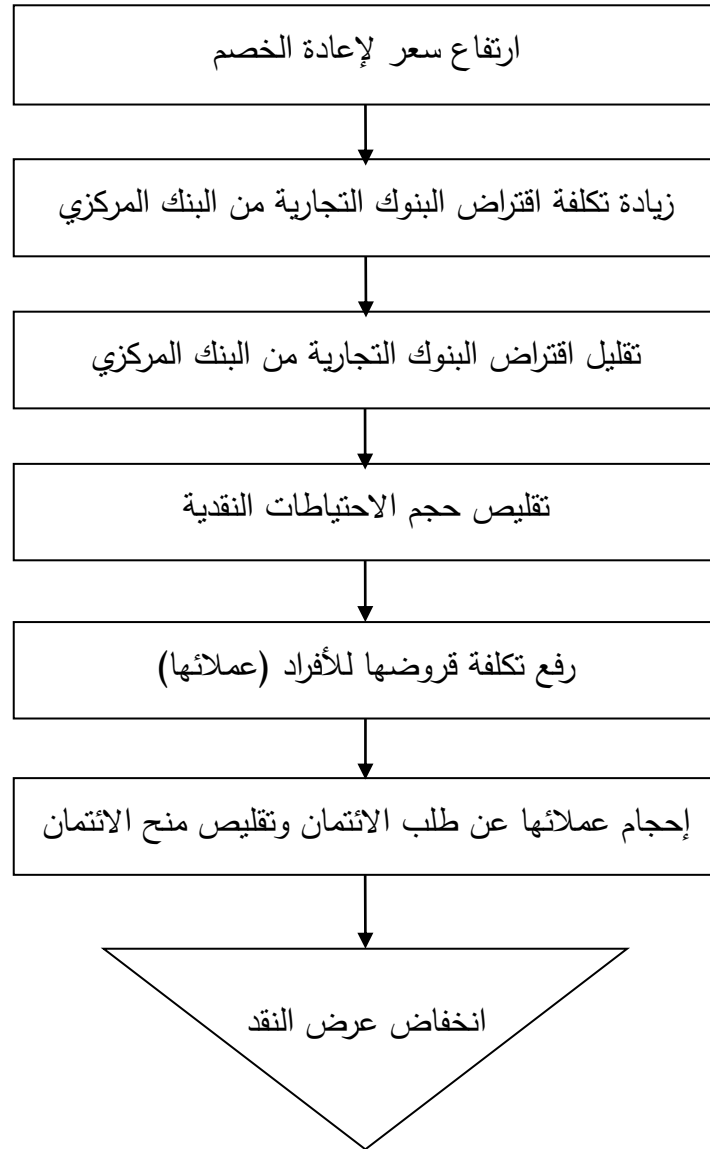 ارتفاع سعر لإعادة الخصم
زيادة تكلفة اقتراض البنوك التجارية من البنك المركزي
تقليل اقتراض البنوك التجارية من البنك المركزي
تقليص حجم الاحتياطات النقدية
رفع تكلفة قروضها للأفراد (عملائها)
إحجام عملائها عن طلب الائتمان وتقليص منح الائتمان
انخفاض عرض النقد